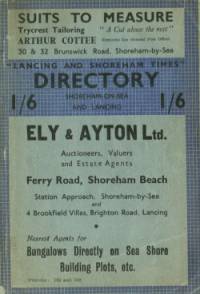 SUITS to MEASURE
Trycrest Tailoring "A Cut above the rest"
ARTHUR COTTEE
30 & 32 Brunswick Road, Shoreham-by-Sea
"LANCING AND SHOREHAM TIMES"
DIRECTORY
1/6 SHOREHAM-ON-SEA AND LANCING 1/6
ELY & AYTON Ltd.
Auctioneers, Valuers
and Estate Agents
Ferry Road, Shoreham Beach
Station Approach, Shoreham-by-Sea
and
4 Brookfield Villas, Brighton Road, Lancing
Nearest Agents for
Bungalows Directly on Sea Shore
Building Plots, etc.